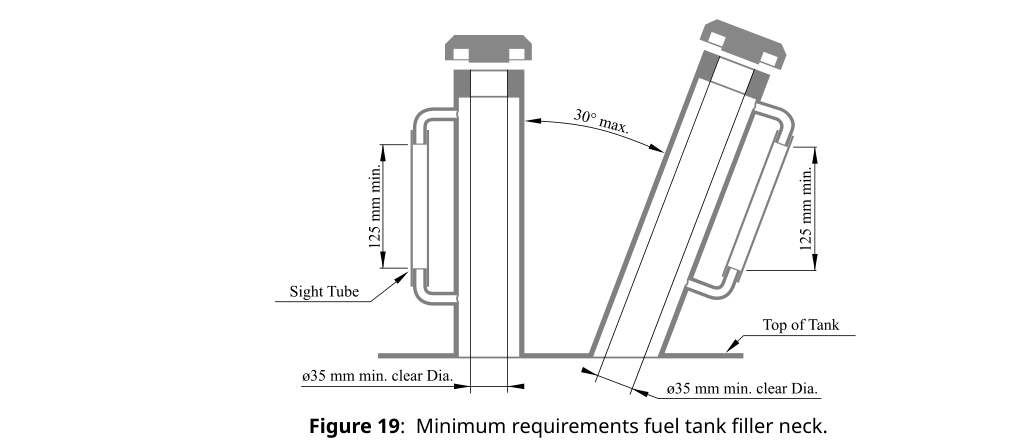 30° max.
125 mm min.
125 mm min.
Sight Tube
Top of Tank
ø35 mm min. clear Dia.
ø35 mm min. clear Dia.
Figure 19: Minimum requirements fuel tank filler neck.